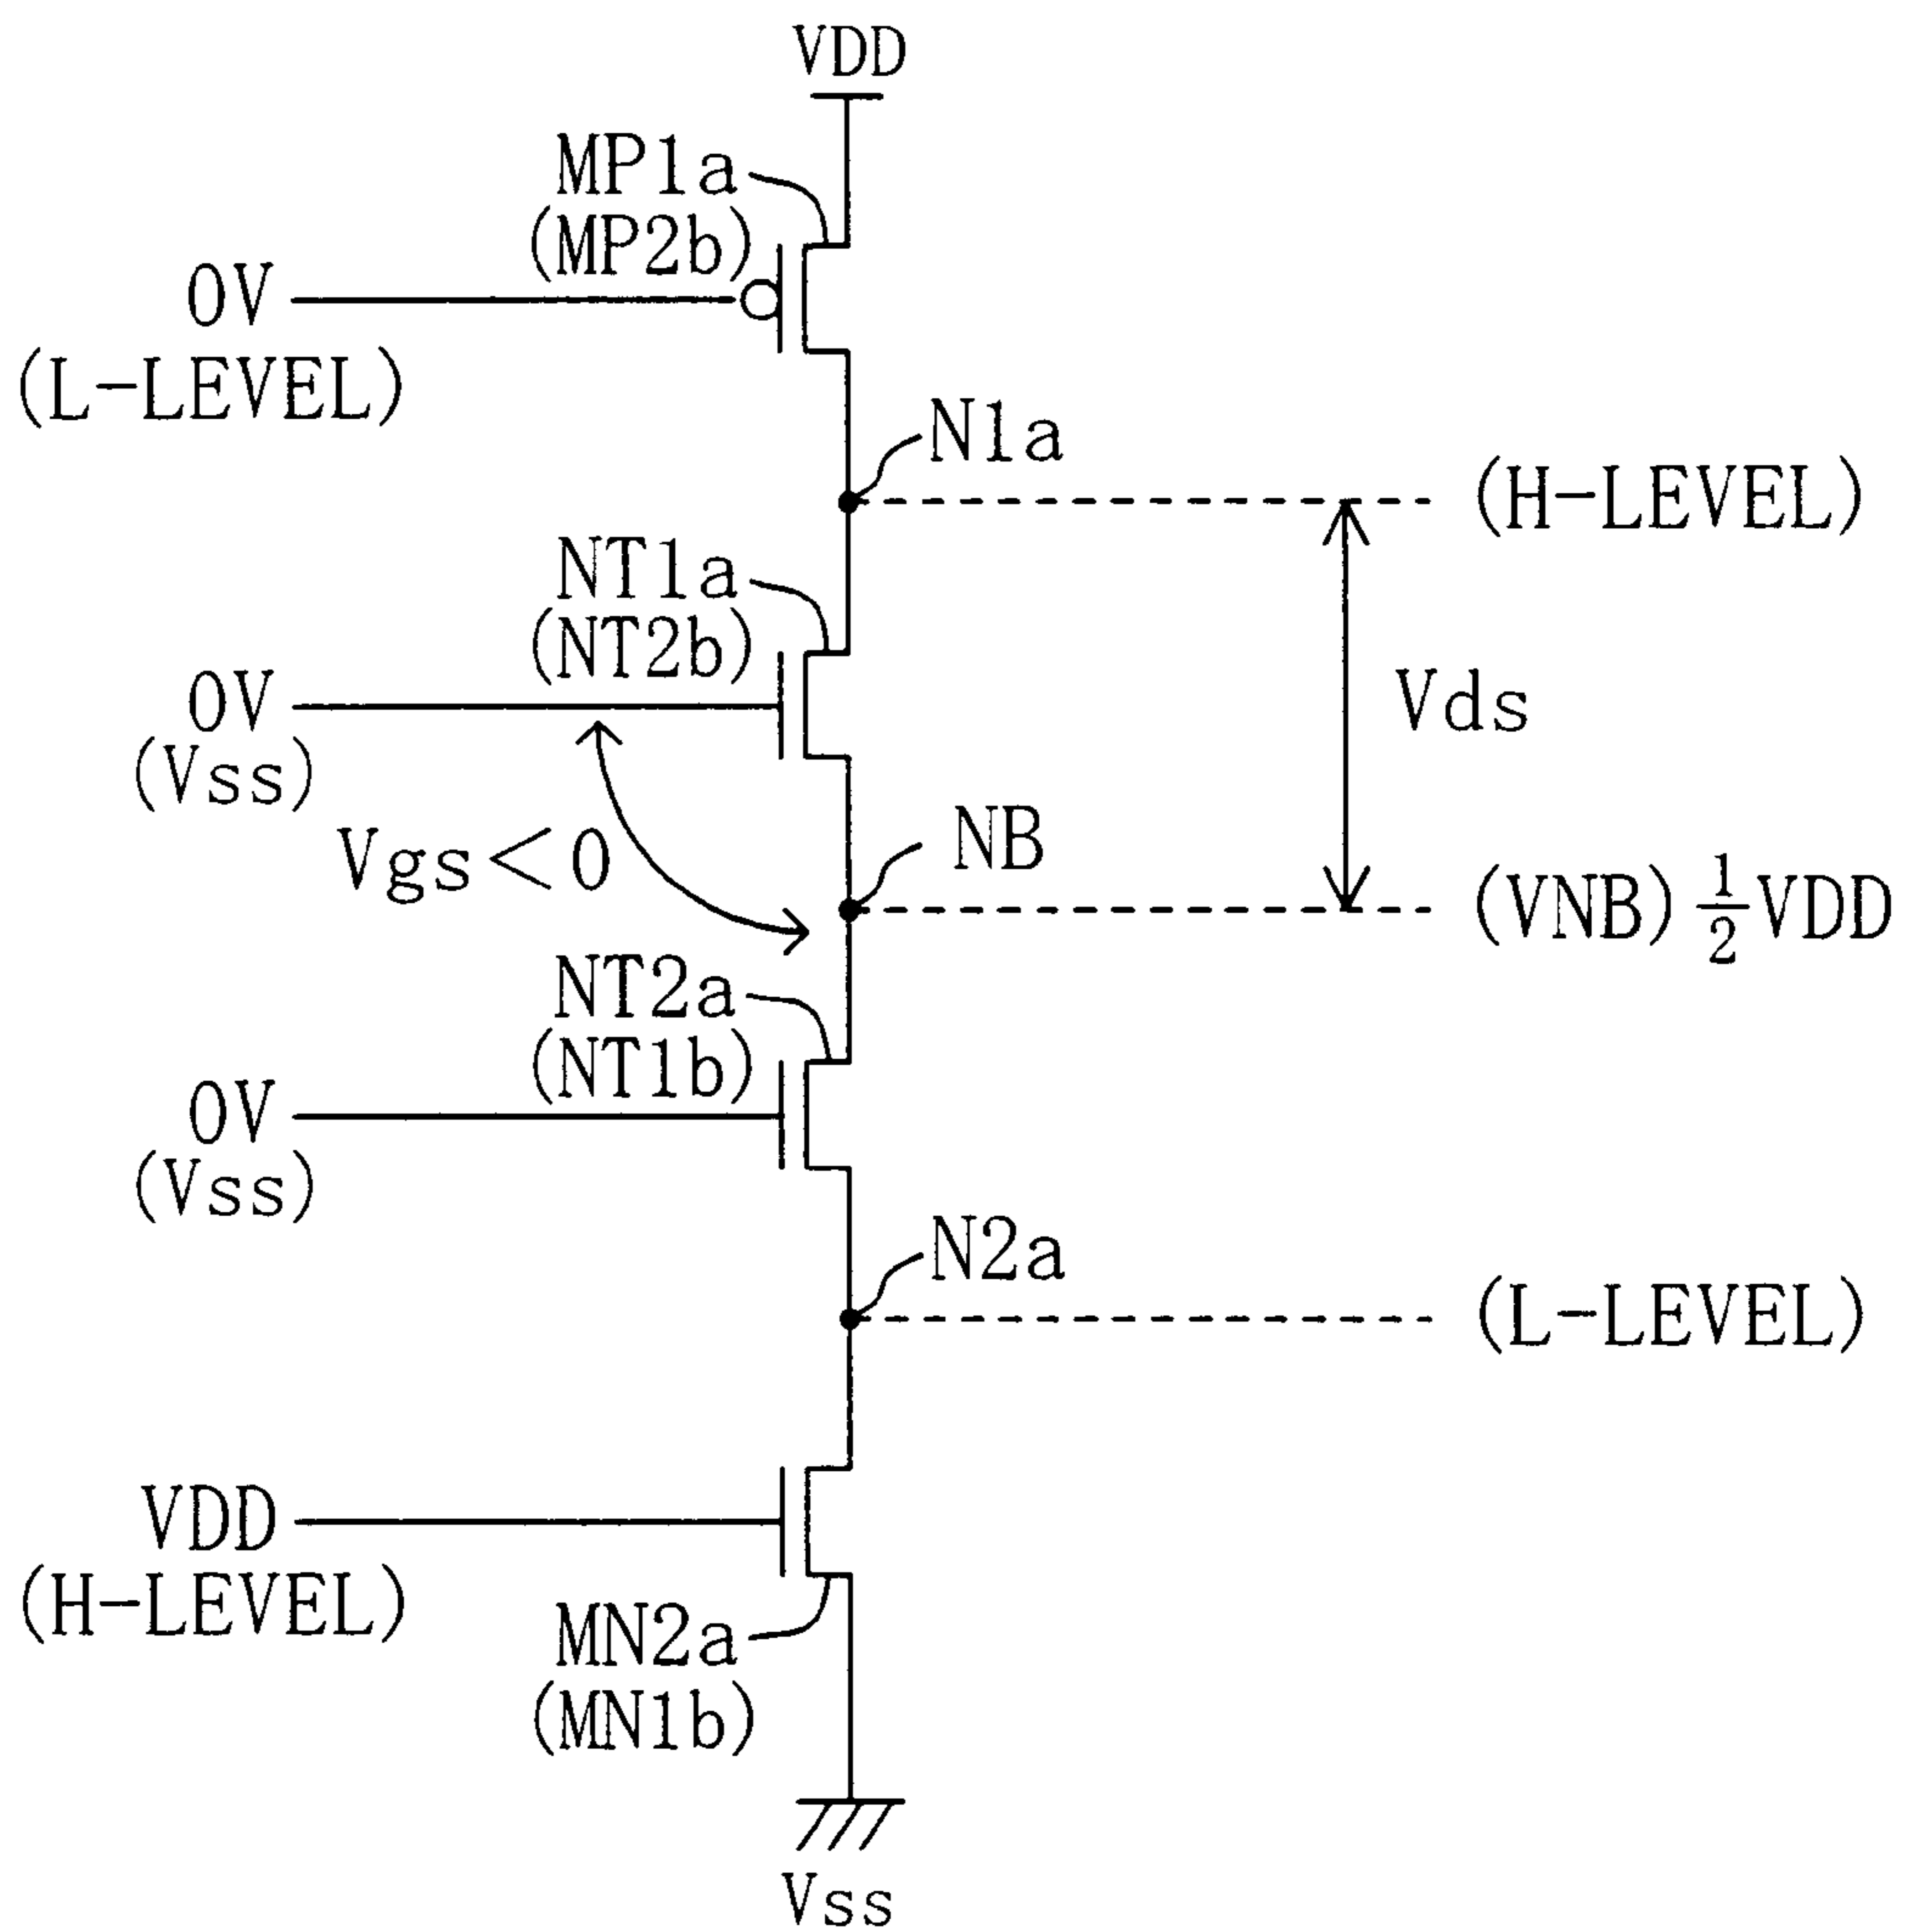 VDD
MP1a
(MP2b)
0V
(L-LEVEL)
N1a
(H-LEVEL)
NT1a
(NT2b)
0V
(Vss)
Vds
Vgs<0
NB
(VNB) 1/2 VDD
NT2a
(NT1b)
0V
(Vss)
N2a
(L-LEVEL)
VDD
(H-LEVEL)
MN2a
(MN1b)
Vss